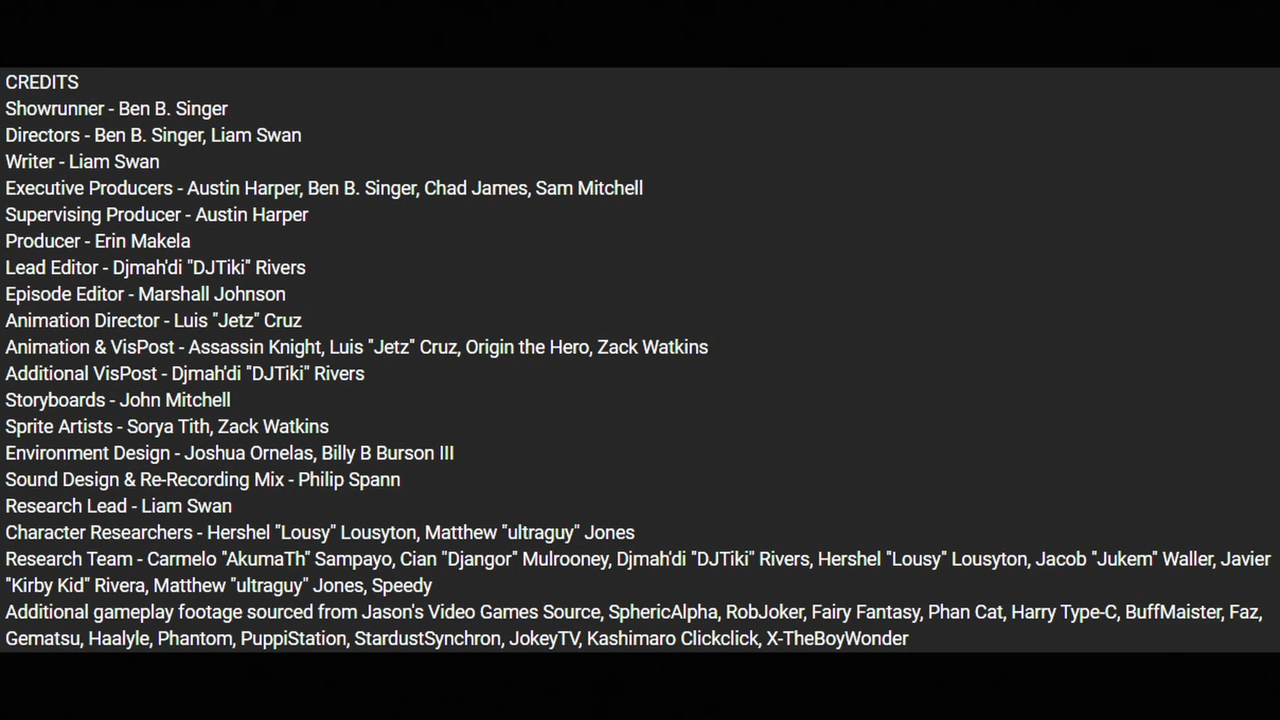 CREDITS
Showrunner - Ben B. Singer
Directors - Ben B. Singer, Liam Swan
Writer - Liam Swan
Executive Producers - Austin Harper, Ben B. Singer, Chad James, Sam Mitchell
Supervising Producer - Austin Harper
Producer - Erin Makela
Lead Editor - Djmah'di "DJTiki" Rivers
Episode Editor - Marshall Johnson
Animation Director - Luis "Jetz" Cruz
Animation & VisPost - Assassin Knight, Luis "Jetz" Cruz, Origin the Hero, Zack Watkins
Additional VisPost - Djmah'di "DJTiki" Rivers
Storyboards - John Mitchell
Sprite Artists - Sorya Tith, Zack Watkins
Environment Design - Joshua Ornelas, Billy B Burson III
Sound Design & Re-Recording Mix - Philip Spann
Research Lead - Liam Swan
Character Researchers - Hershel "Lousy" Lousyton, Matthew "ultraguy" Jones
Research Team - Carmelo "AkumaTh" Sampayo, Cian "Djangor" Mulrooney, Djmah'di "DJTiki" Rivers, Hershel "Lousy" Lousyton, Jacob "Jukem" Waller, Javier
"Kirby Kid" Rivera, Matthew "ultraguy" Jones, Speedy
Additional gameplay footage sourced from Jason's Video Games Source, SphericAlpha, RobJoker, Fairy Fantasy, Phan Cat, Harry Type-C, BuffMaister, Faz,
Gematsu, Haalyle, Phantom, PuppiStation, StardustSynchron, JokeyTV, Kashimaro Clickclick, X-TheBoyWonder